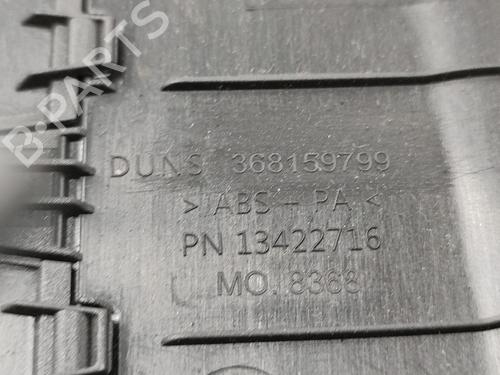 B-PARTS
DUNS 368159799
> ABS - PA <
PN 13422716
MO. 8368